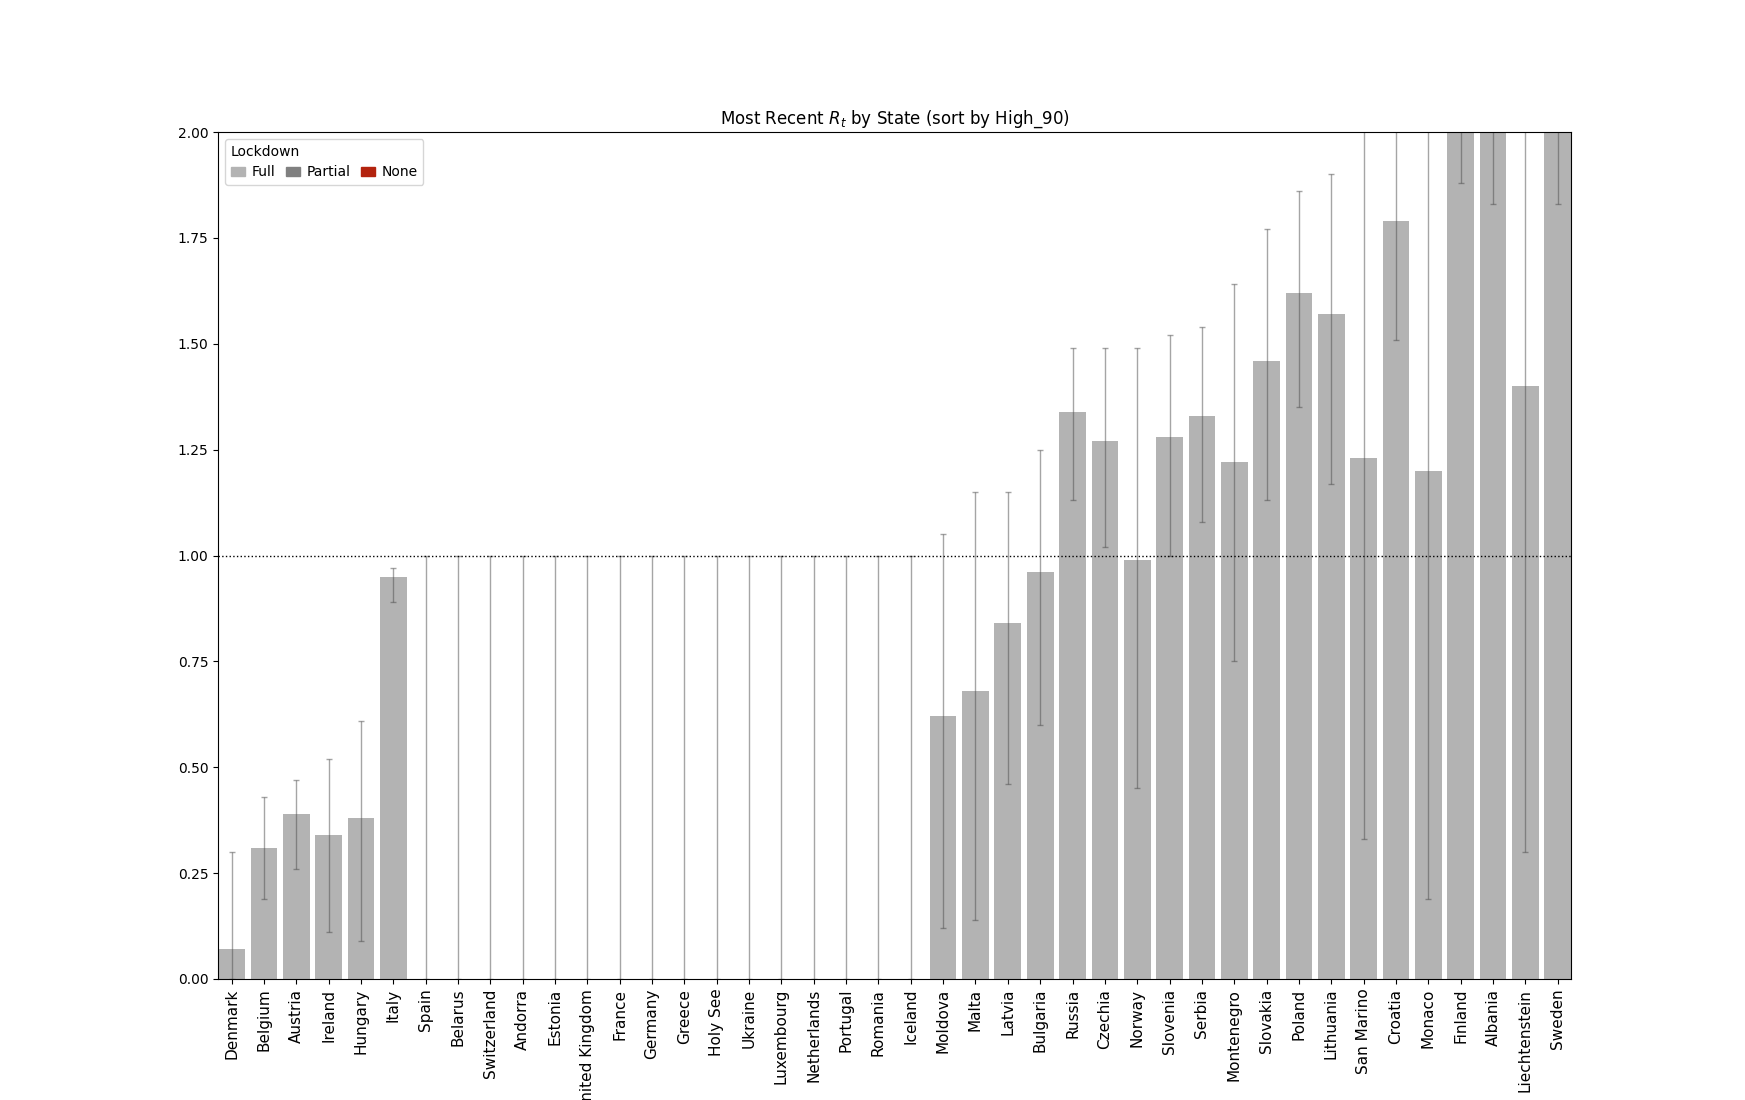 Most Recent R_t by State (sort by High_90)
Lockdown
Full Partial None
2.00
1.75
1.50
1.25
1.00
0.75
0.50
0.25
0.00
Denmark
Belgium
Austria
Ireland
Hungary
Italy
Spain
Belarus
Switzerland
Andorra
Estonia
nited Kingdom
France
Germany
Greece
Holy See
Ukraine
Luxembourg
Netherlands
Portugal
Romania
Iceland
Moldova
Malta
Latvia
Bulgaria
Russia
Czechia
Norway
Slovenia
Serbia
Montenegro
Slovakia
Poland
Lithuania
San Marino
Croatia
Monaco
Finland
Albania
Liechtenstein
Sweden